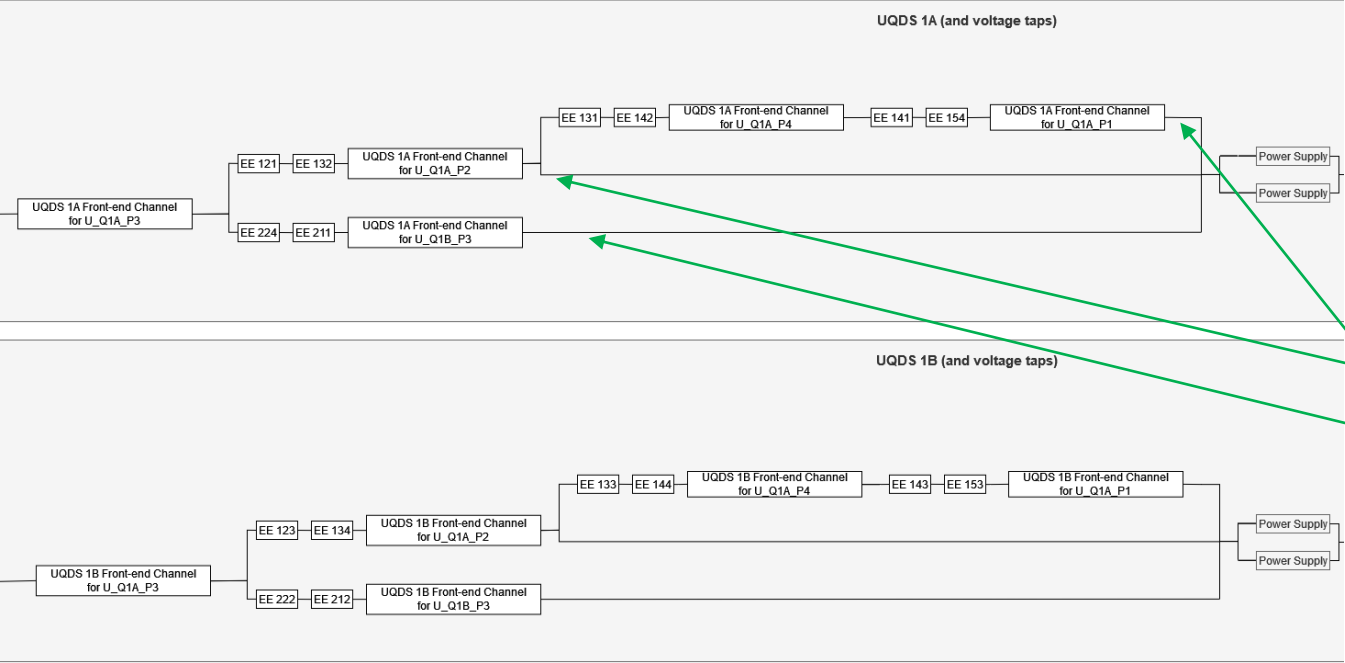 UQDS 1A (and voltage taps)
EE 131
EE 142
UQDS 1A Front-end Channel
for U_Q1A_P4
EE 141
EE 154
UQDS 1A Front-end Channel
for U_Q1A_P1
EE 121
EE 132
UQDS 1A Front-end Channel
for U_Q1A_P2
Power Supply
Power Supply
UQDS 1A Front-end Channel
for U_Q1A_P3
EE 224
EE 211
UQDS 1A Front-end Channel
for U_Q1B_P3
UQDS 1B (and voltage taps)
EE 133
EE 144
UQDS 1B Front-end Channel
for U_Q1A_P4
EE 143
EE 153
UQDS 1B Front-end Channel
for U_Q1A_P1
EE 123
EE 134
UQDS 1B Front-end Channel
for U_Q1A_P2
Power Supply
Power Supply
UQDS 1B Front-end Channel
for U_Q1A_P3
EE 222
EE 212
UQDS 1B Front-end Channel
for U_Q1B_P3